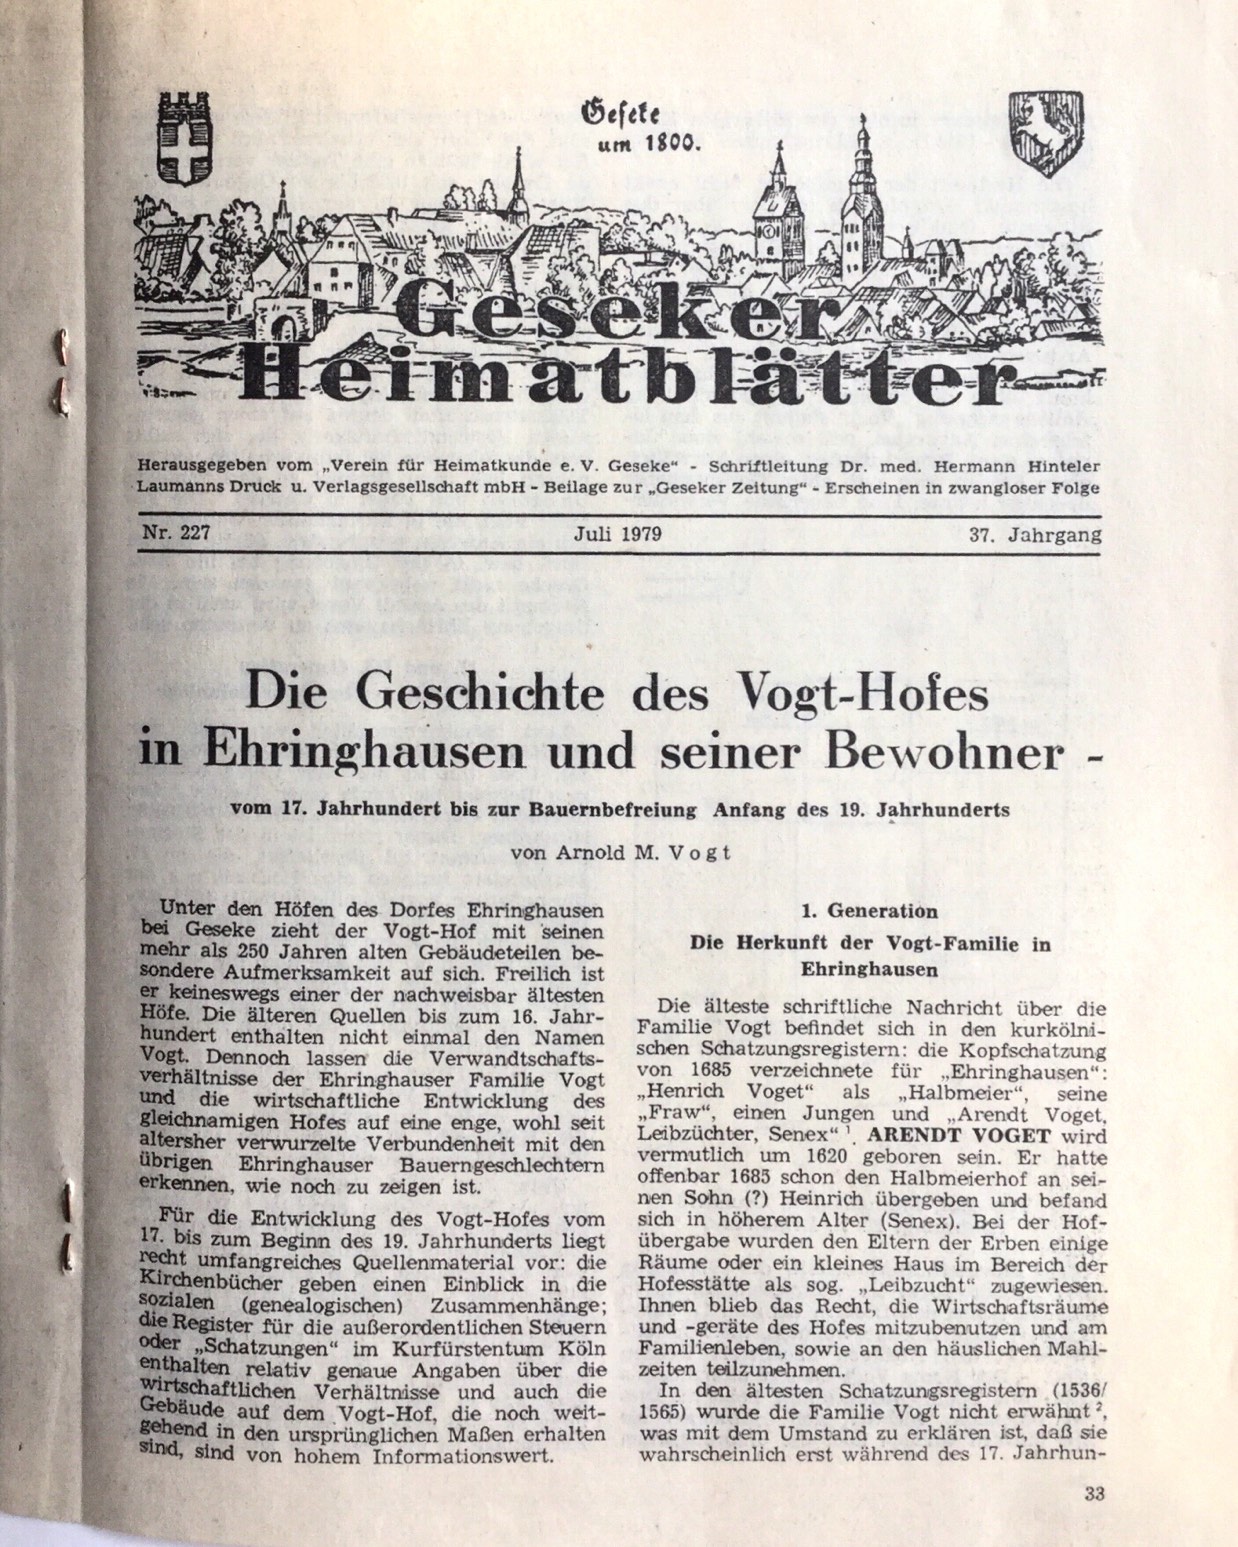 Geseke
um 1800.
Geseker
Heimatblätter
Herausgegeben vom „Verein für Heimatkunde e. V. Geseke“ - Schriftleitung Dr. med. Hermann Hinteler
Laumanns Druck u. Verlagsgesellschaft mbH - Beilage zur „Geseker Zeitung“ - Erscheinen in zwangloser Folge
Nr. 227 Juli 1979 37. Jahrgang
Die Geschichte des Vogt-Hofes
in Ehringhausen und seiner Bewohner -
vom 17. Jahrhundert bis zur Bauernbefreiung Anfang des 19. Jahrhunderts
von Arnold M. Vogt
Unter den Höfen des Dorfes Ehringhausen
bei Geseke zieht der Vogt-Hof mit seinen
mehr als 250 Jahren alten Gebäudeteilen be-
sondere Aufmerksamkeit auf sich. Freilich ist
er keineswegs einer der nachweisbar ältesten
Höfe. Die älteren Quellen bis zum 16. Jahr-
hundert enthalten nicht einmal den Namen
Vogt. Dennoch lassen die Verwandtschafts-
verhältnisse der Ehringhauser Familie Vogt
und die wirtschaftliche Entwicklung des
gleichnamigen Hofes auf eine enge, wohl seit
altersher verwurzelte Verbundenheit mit den
übrigen Ehringhauser Bauerngeschlechtern
erkennen, wie noch zu zeigen ist.
Für die Entwicklung des Vogt-Hofes vom
17. bis zum Beginn des 19. Jahrhunderts liegt
recht umfangreiches Quellenmaterial vor: die
Kirchenbücher geben einen Einblick in die
sozialen (genealogischen) Zusammenhänge;
die Register für die außerordentlichen Steuern
oder „Schatzungen“ im Kurfürstentum Köln
enthalten relativ genaue Angaben über die
wirtschaftlichen Verhältnisse und auch die
Gebäude auf dem Vogt-Hof, die noch weit-
gehend in den ursprünglichen Maßen erhalten
sind, sind von hohem Informationswert.
1. Generation
Die Herkunft der Vogt-Familie in
Ehringhausen
Die älteste schriftliche Nachricht über die
Familie Vogt befindet sich in den kurkölni-
schen Schatzungsregistern: die Kopfschatzung
von 1685 verzeichnete für „Ehringhausen“:
„Henrich Voget“ als „Halbmeier“, seine
„Fraw“, einen Jungen und „Arendt Voget,
Leibzüchter, Senex“ ¹. ARENDT VOGET wird
vermutlich um 1620 geboren sein. Er hatte
offenbar 1685 schon den Halbmeierhof an sei-
nen Sohn (?) Heinrich übergeben und befand
sich in höherem Alter (Senex). Bei der Hof-
übergabe wurden den Eltern der Erben einige
Räume oder ein kleines Haus im Bereich der
Hofesstätte als sog. „Leibzucht“ zugewiesen.
Ihnen blieb das Recht, die Wirtschaftsräume
und -geräte des Hofes mitzubenutzen und am
Familienleben, sowie an den häuslichen Mahl-
zeiten teilzunehmen.
In den ältesten Schatzungsregistern (1536/
1565) wurde die Familie Vogt nicht erwähnt ²,
was mit dem Umstand zu erklären ist, daß sie
wahrscheinlich erst während des 17. Jahrhun-
33